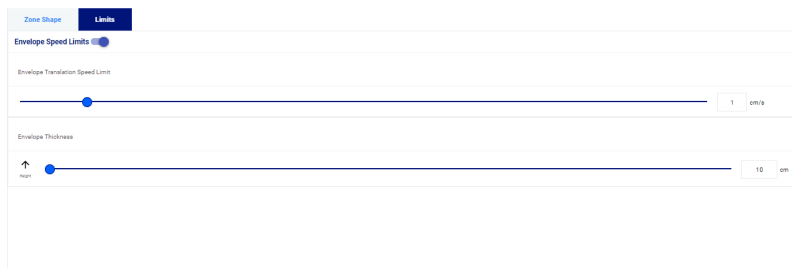 Zone Shape Limits
Envelope Speed Limits
Envelope Translation Speed Limit
1 cm/s
Envelope Thickness
Height
10 cm